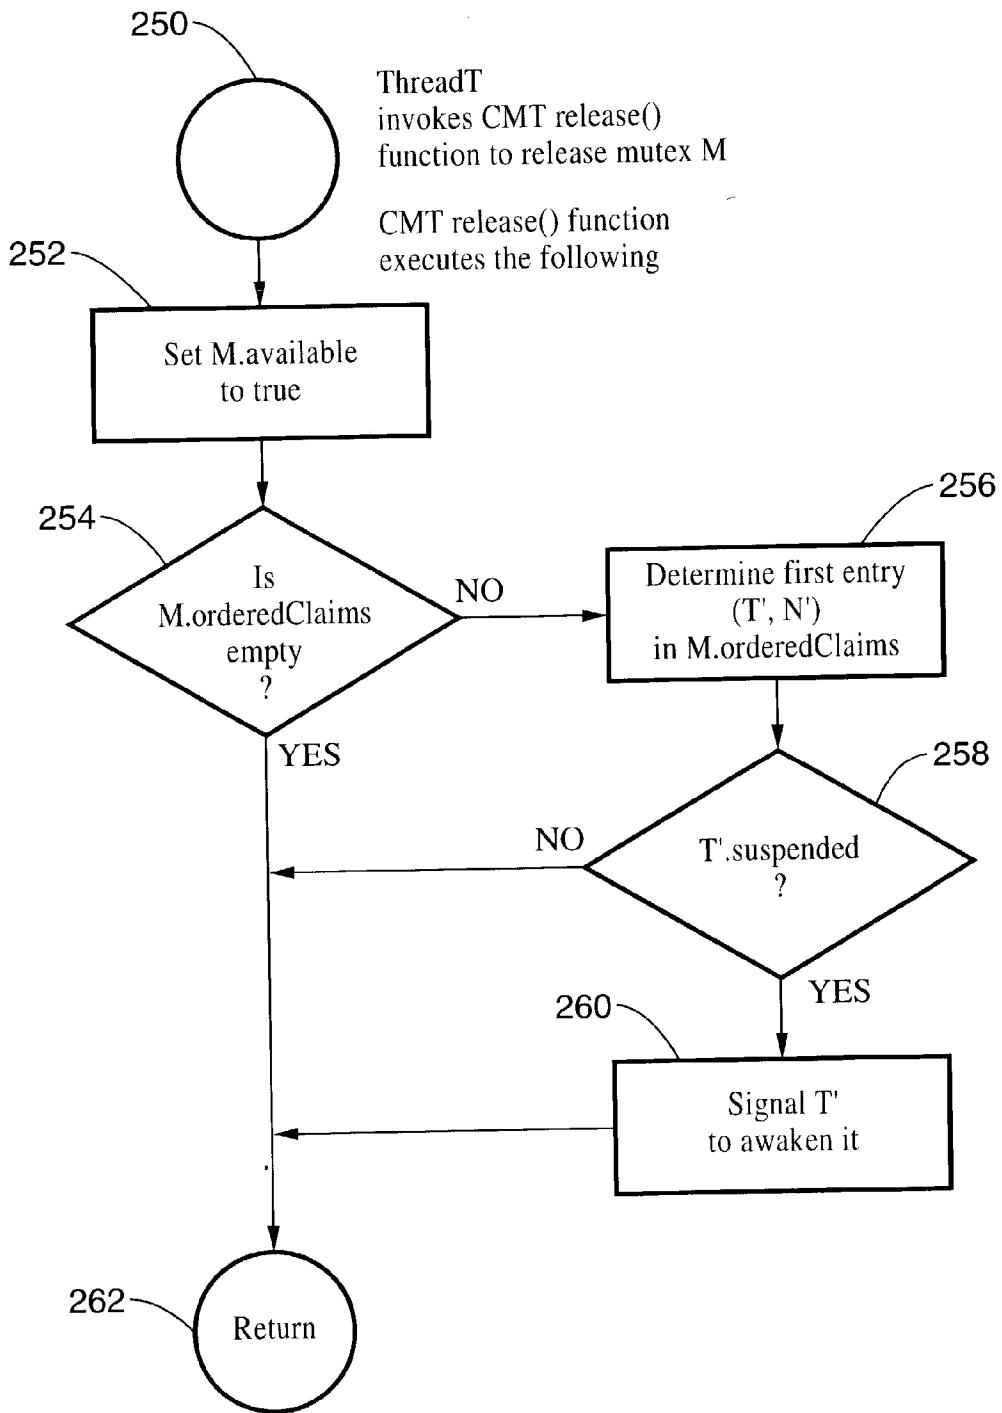 250
ThreadT
invokes CMT release()
function to release mutex M
CMT release() function
executes the following
252
Set M.available
to true
254
Is
M.orderedClaims
empty
?
NO
YES
256
Determine first entry
(T', N')
in M.orderedClaims
258
T'.suspended
?
NO
YES
260
Signal T'
to awaken it
262
Return